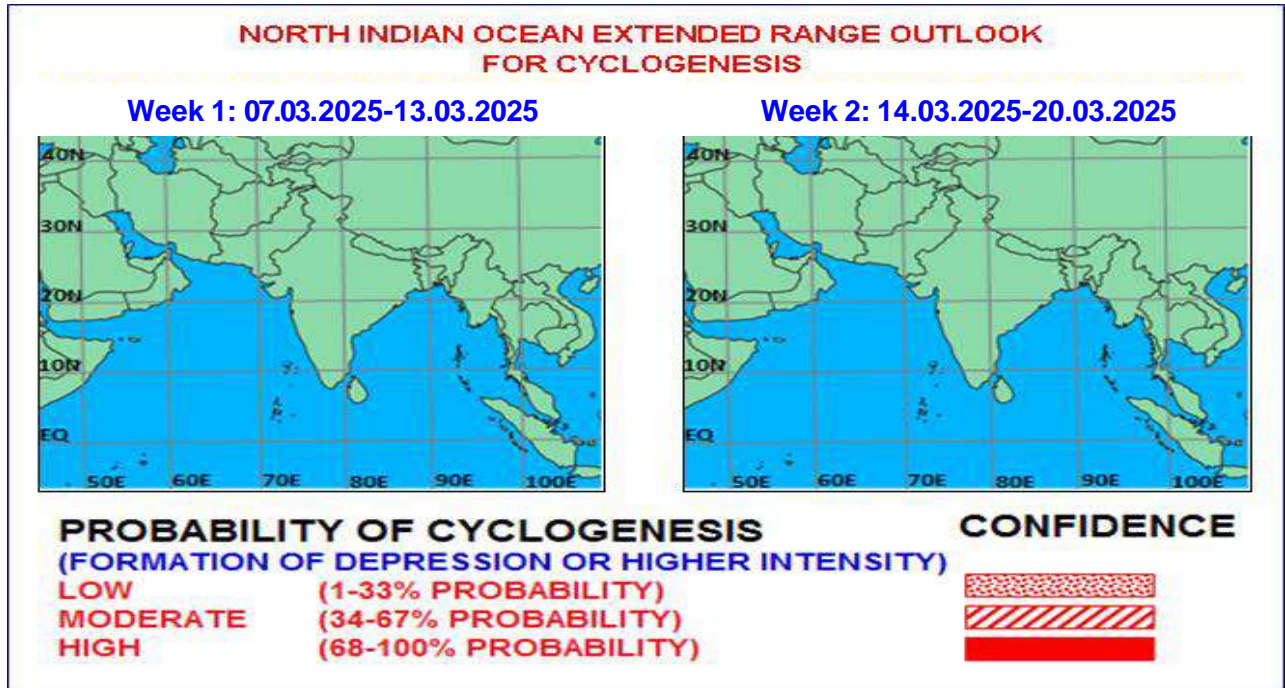 NORTH INDIAN OCEAN EXTENDED RANGE OUTLOOK
FOR CYCLOGENESIS
Week 1: 07.03.2025-13.03.2025
Week 2: 14.03.2025-20.03.2025
40N
30N
20N
10N
EQ
50E 60E 70E 80E 90E 100E
40N
30N
20N
10N
EQ
50E 60E 70E 80E 90E 100E
PROBABILITY OF CYCLOGENESIS
CONFIDENCE
(FORMATION OF DEPRESSION OR HIGHER INTENSITY)
LOW (1-33% PROBABILITY)
MODERATE (34-67% PROBABILITY)
HIGH (68-100% PROBABILITY)